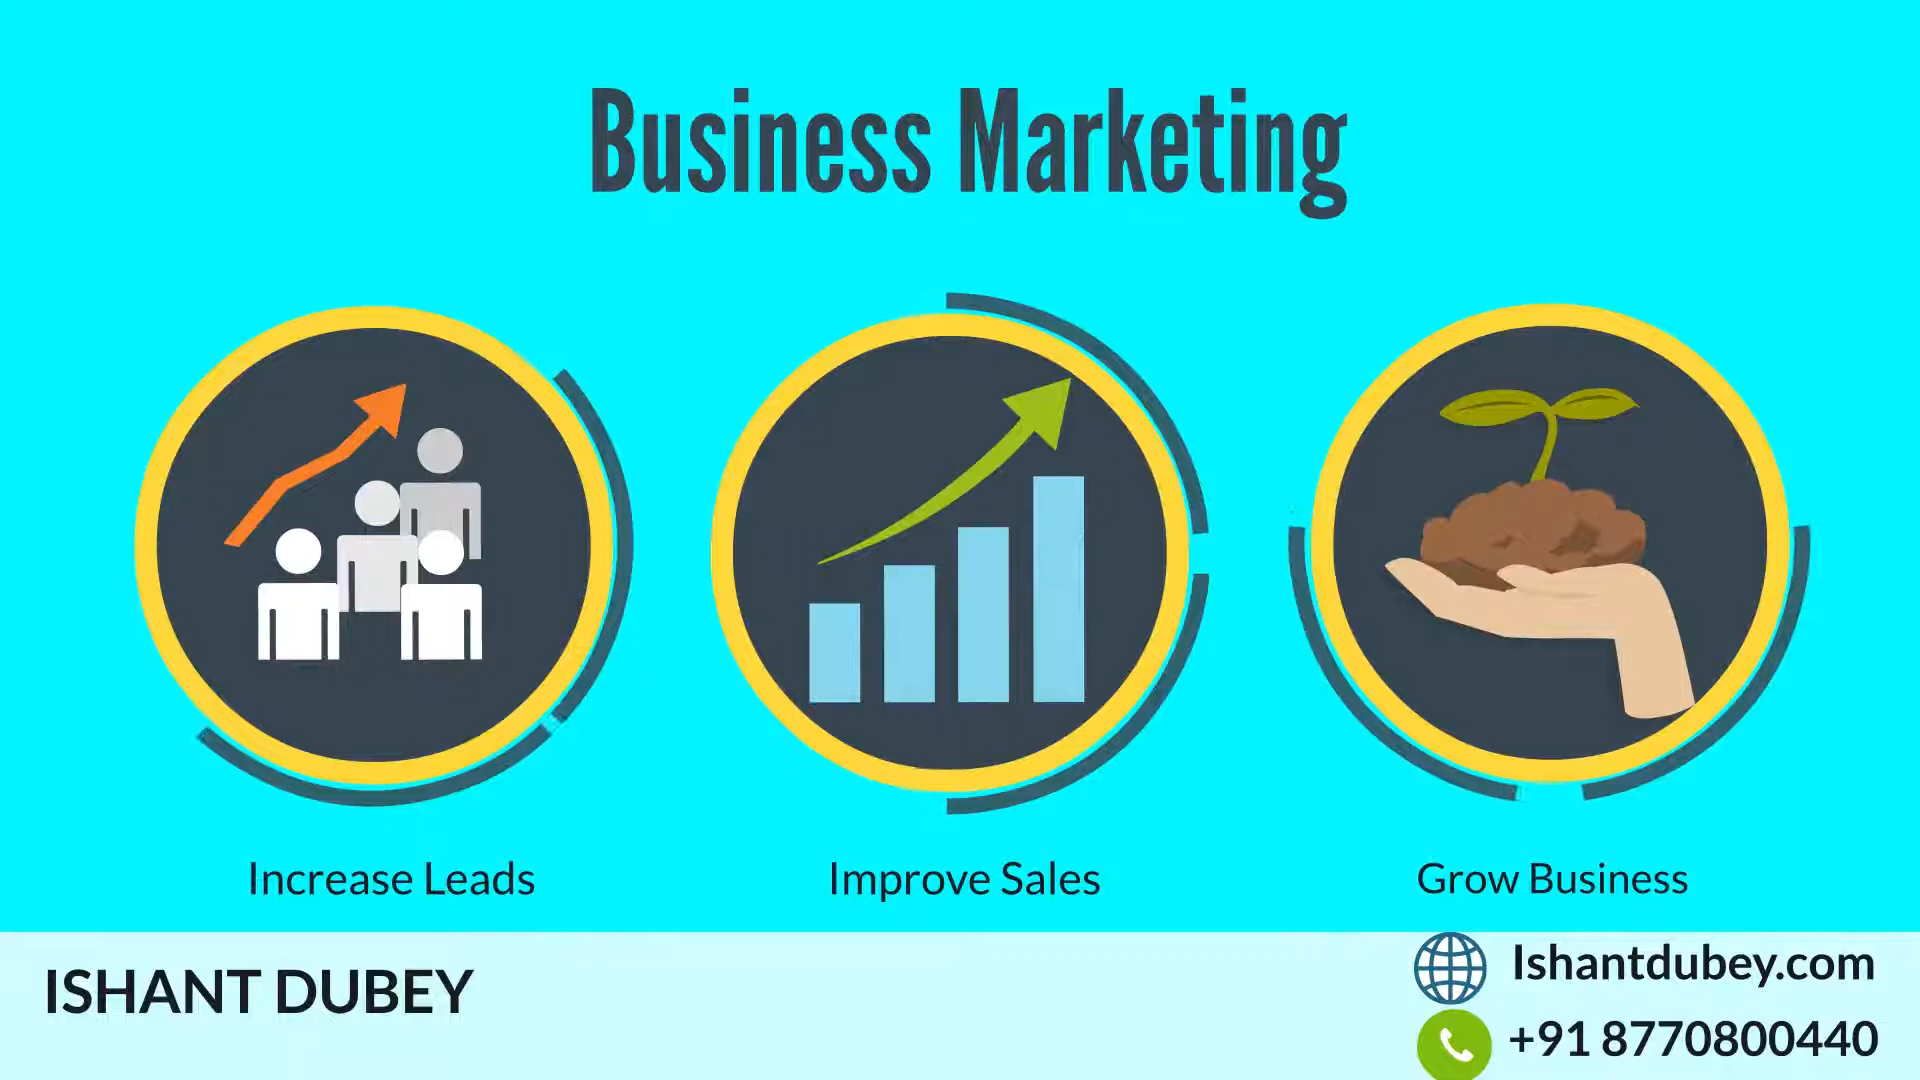 Business Marketing
Increase Leads
Improve Sales
Grow Business
ISHANT DUBEY
Ishantdubey.com
+91 8770800440